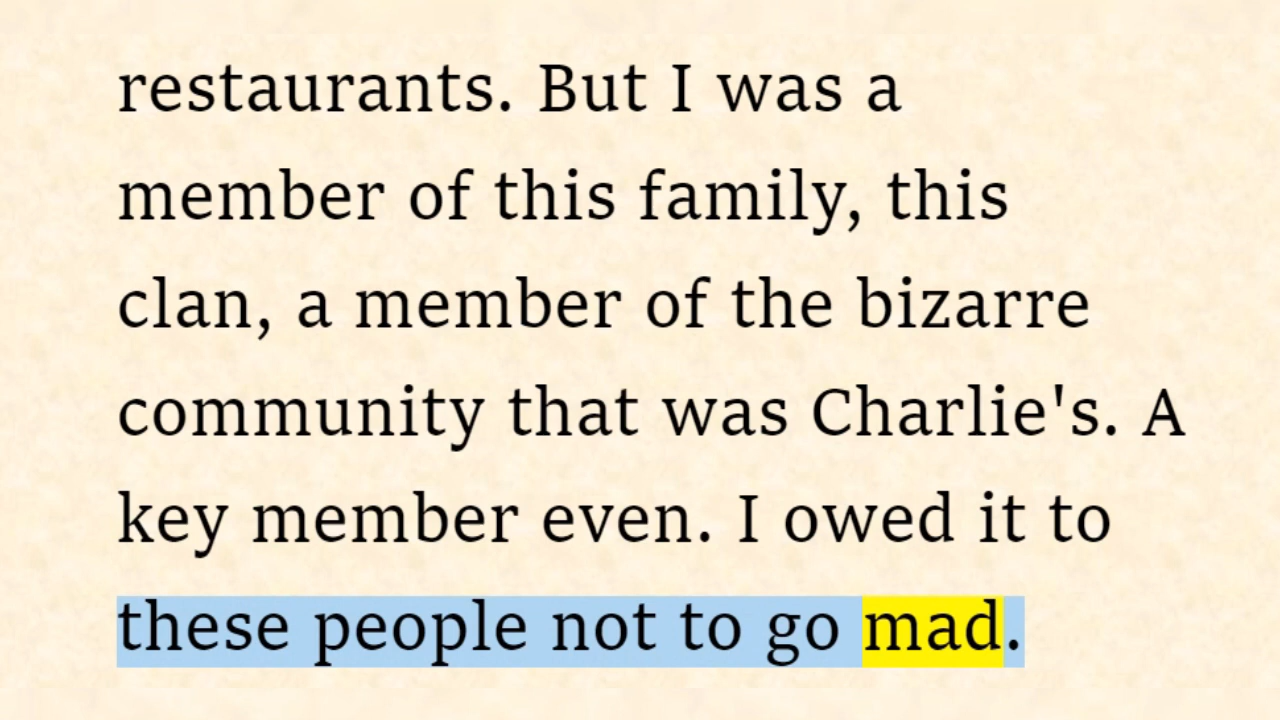 restaurants. But I was a
member of this family, this
clan, a member of the bizarre
community that was Charlie's. A
key member even. I owed it to
these people not to go mad.